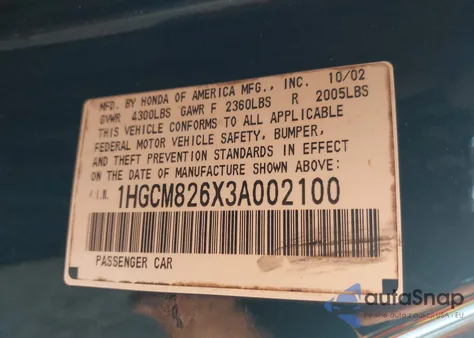 MFD. BY HONDA OF AMERICA MFG., INC. 10/02
GVWR 4300LBS GAWR F 2360LBS R 2005LBS
THIS VEHICLE CONFORMS TO ALL APPLICABLE
FEDERAL MOTOR VEHICLE SAFETY, BUMPER,
AND THEFT PREVENTION STANDARDS IN EFFECT
ON THE DATE OF MANUFACTURE SHOWN ABOVE:
V.I.N. 1HGCM826X3A002100
PASSENGER CAR
autoSnap